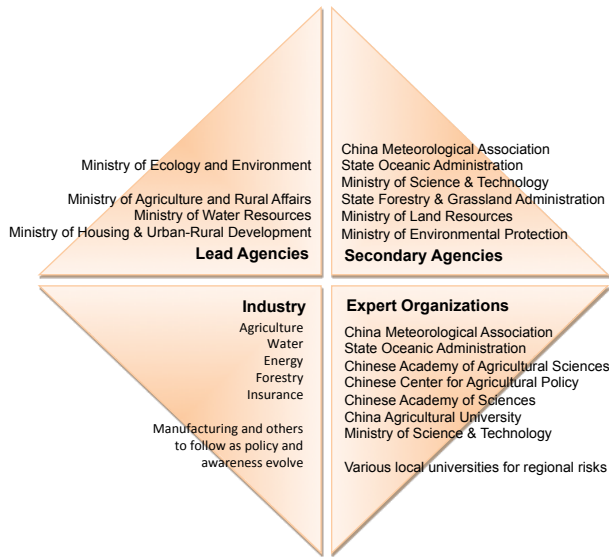 Ministry of Ecology and Environment
Ministry of Agriculture and Rural Affairs
Ministry of Water Resources
Ministry of Housing & Urban-Rural Development
Lead Agencies
China Meteorological Association
State Oceanic Administration
Ministry of Science & Technology
State Forestry & Grassland Administration
Ministry of Land Resources
Ministry of Environmental Protection
Secondary Agencies
Industry
Agriculture
Water
Energy
Forestry
Insurance
Manufacturing and others
to follow as policy and
awareness evolve
Expert Organizations
China Meteorological Association
State Oceanic Administration
Chinese Academy of Agricultural Sciences
Chinese Center for Agricultural Policy
Chinese Academy of Sciences
China Agricultural University
Ministry of Science & Technology
Various local universities for regional risks